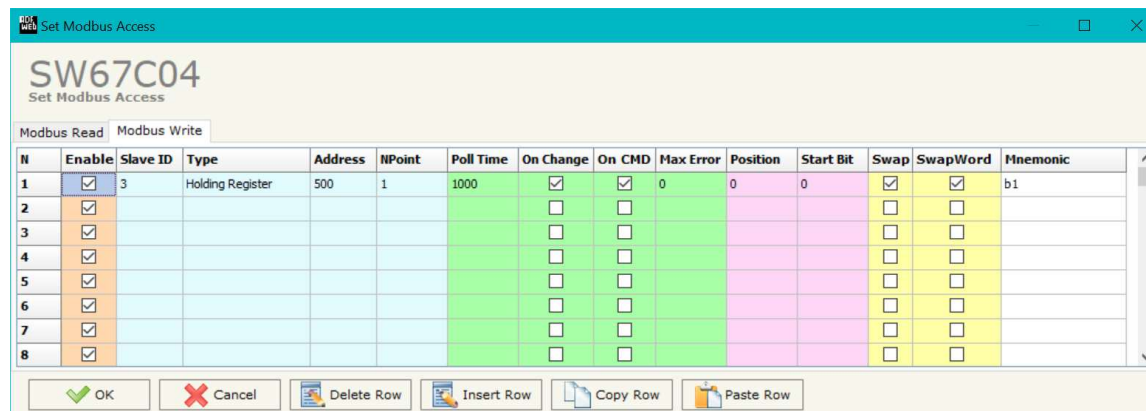 ADF WEB Set Modbus Access
SW67C04
Set Modbus Access
Modbus Read Modbus Write
N Enable Slave ID Type Address NPoint Poll Time On Change On CMD Max Error Position Start Bit Swap SwapWord Mnemonic
1 3 Holding Register 500 1 1000 0 0 0 b1
2
3
4
5
6
7
8
OK Cancel Delete Row Insert Row Copy Row Paste Row